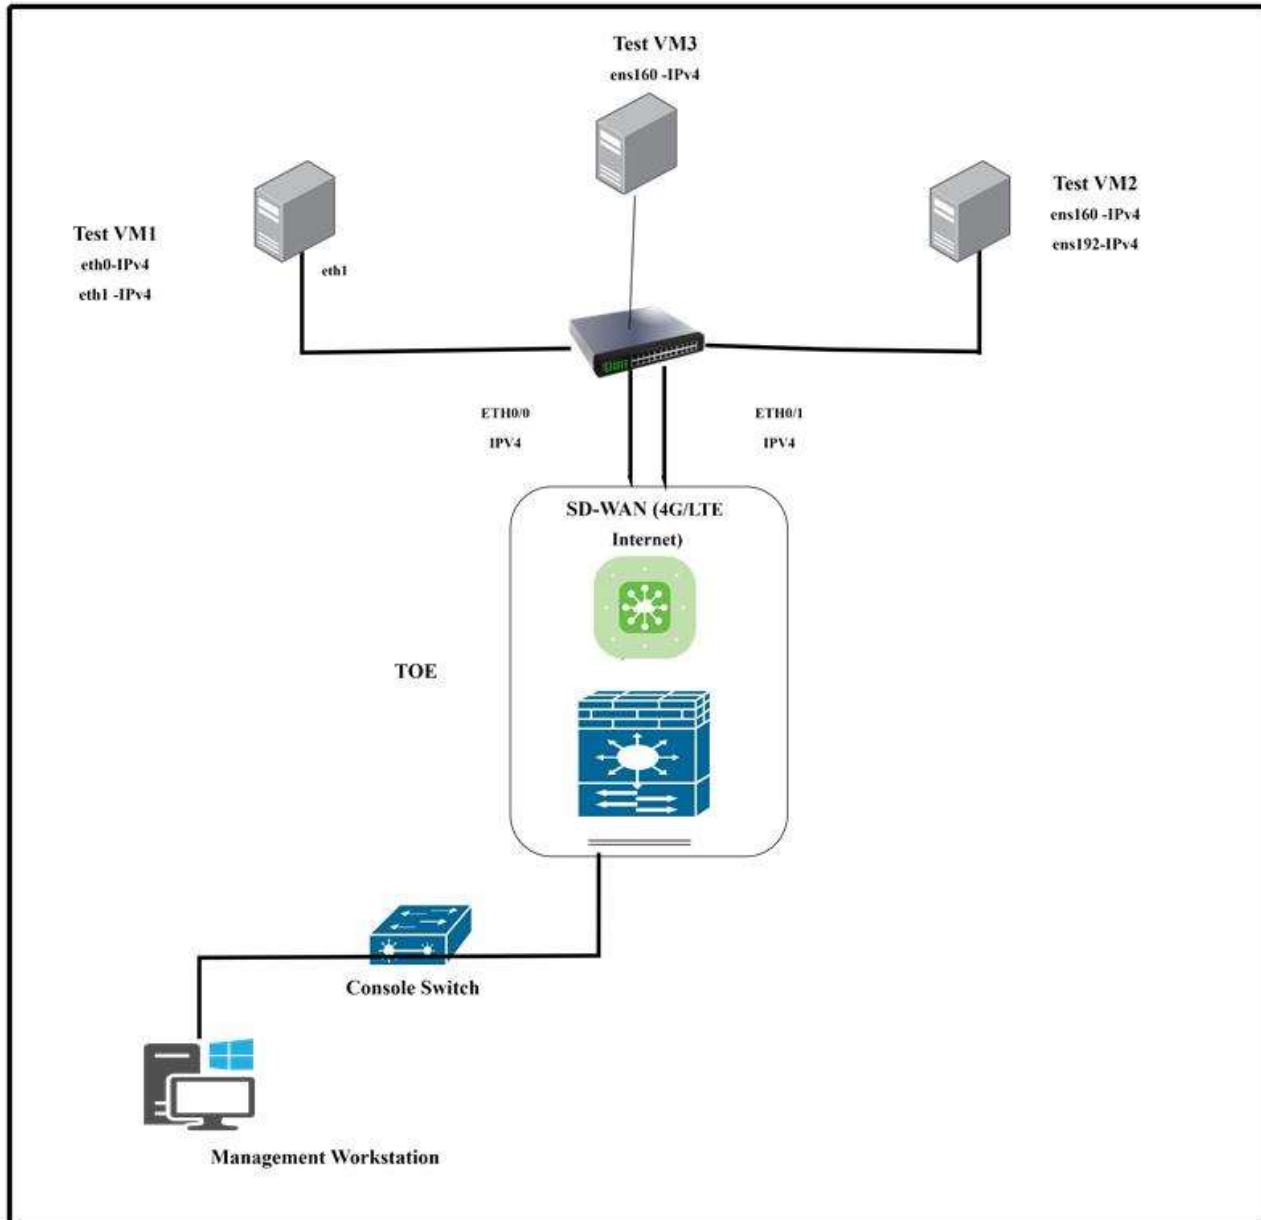 Test VM3
ens160 -IPv4
Test VM1
eth0-IPv4
eth1 -IPv4
eth1
Test VM2
ens160 -IPv4
ens192-IPv4
ETH0/0
IPV4
ETH0/1
IPV4
SD-WAN (4G/LTE
Internet)
TOE
Console Switch
Management Workstation